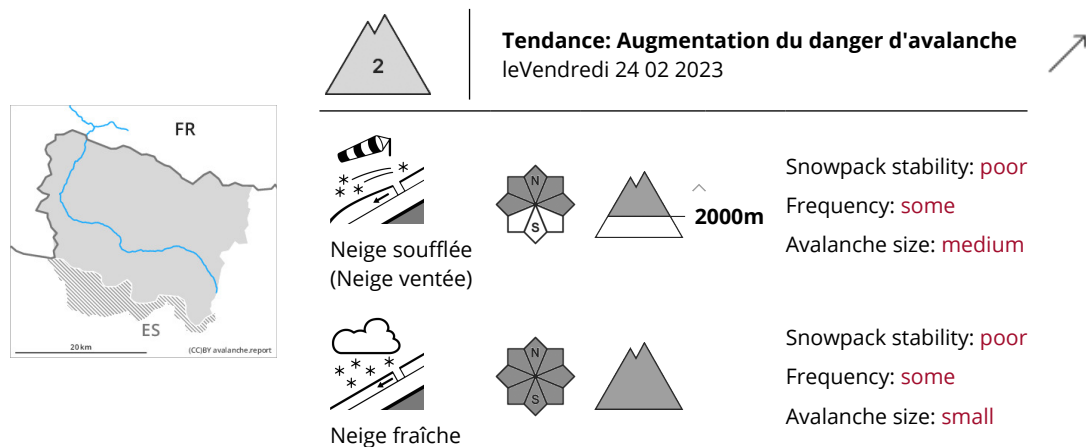 2
Tendance: Augmentation du danger d'avalanche
leVendredi 24 02 2023
FR
ES
20 km
(CC)BY avalanche.report
Neige soufflée
(Neige ventée)
N
S
2000m
Snowpack stability: poor
Frequency: some
Avalanche size: medium
Neige fraîche
N
S
Snowpack stability: poor
Frequency: some
Avalanche size: small